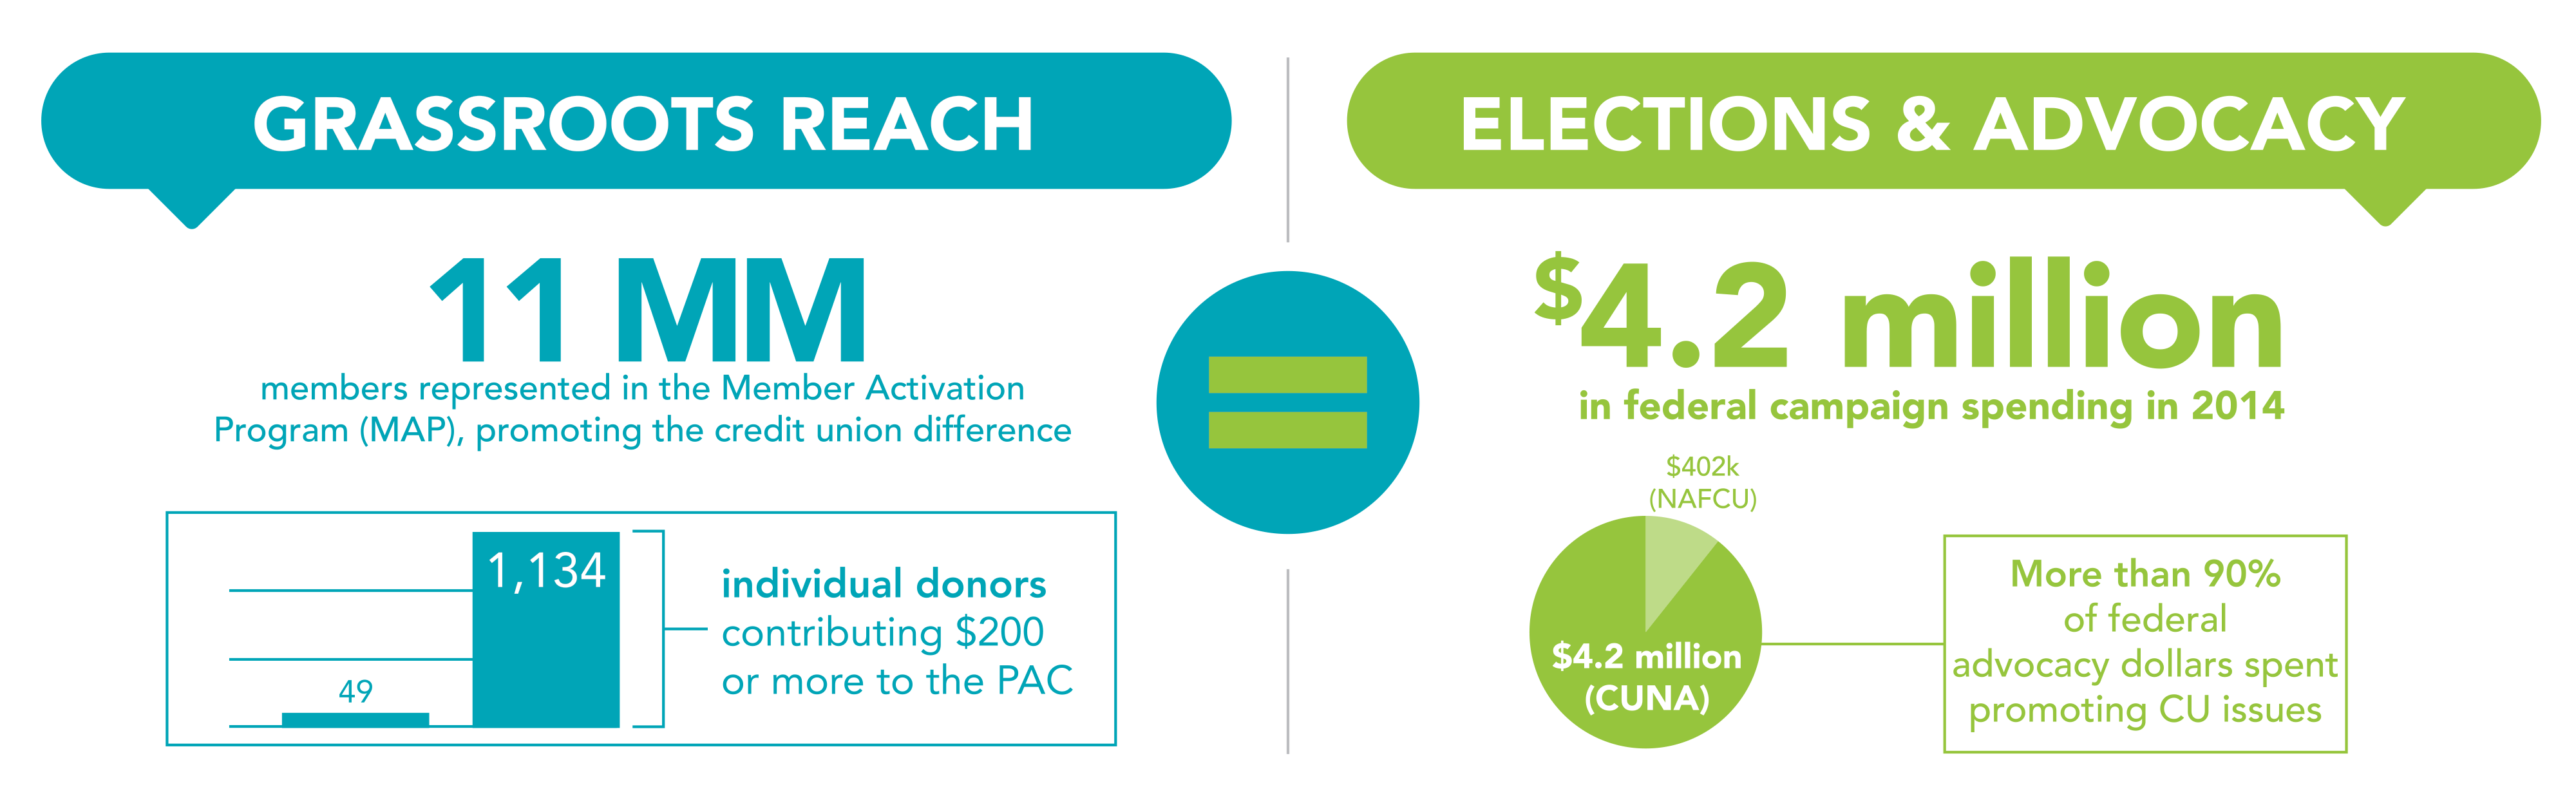 GRASSROOTS REACH
11 MM
members represented in the Member Activation
Program (MAP), promoting the credit union difference
1,134
49
individual donors
contributing $200
or more to the PAC
ELECTIONS & ADVOCACY
$4.2 million
in federal campaign spending in 2014
$402k
(NAFCU)
$4.2 million
(CUNA)
More than 90%
of federal
advocacy dollars spent
promoting CU issues